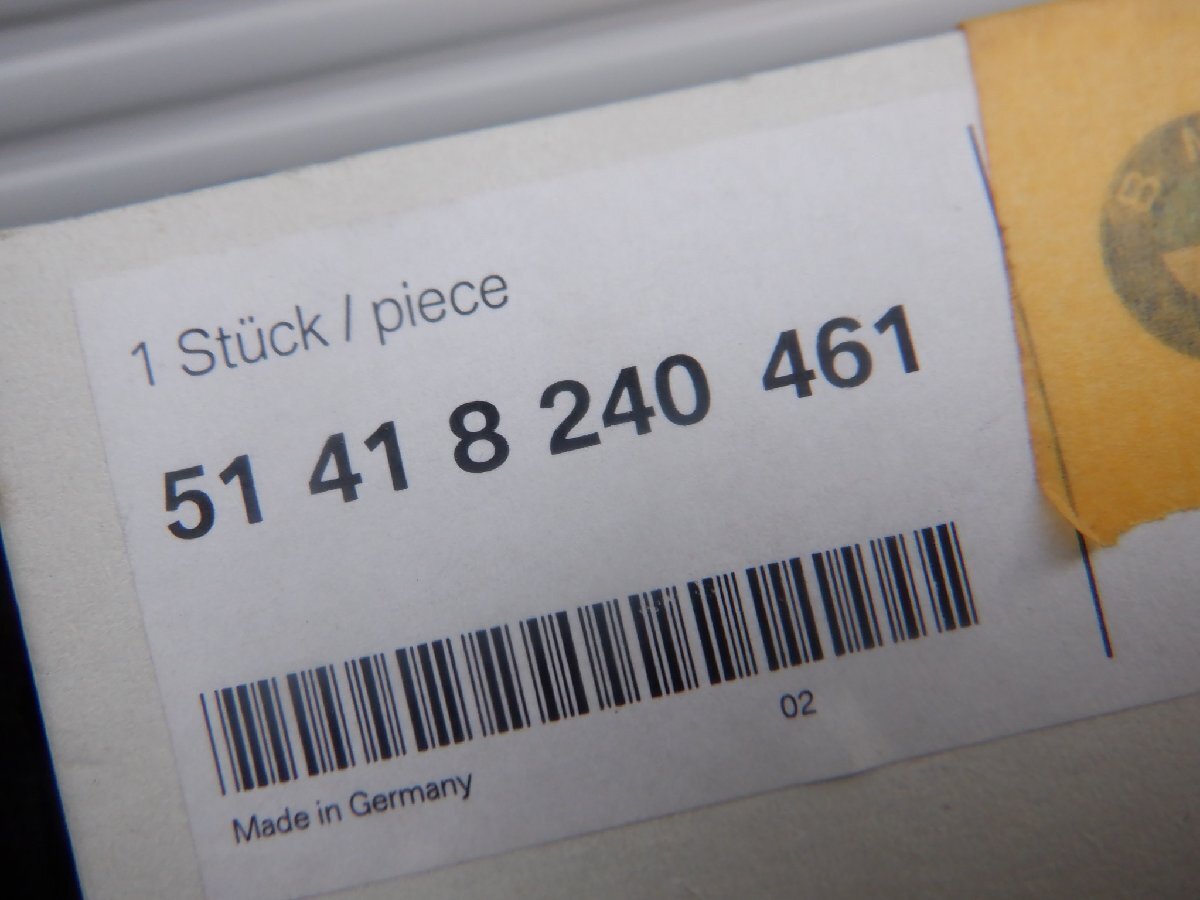 1 Stück / piece
51 41 8 240 461
02
Made in Germany
B